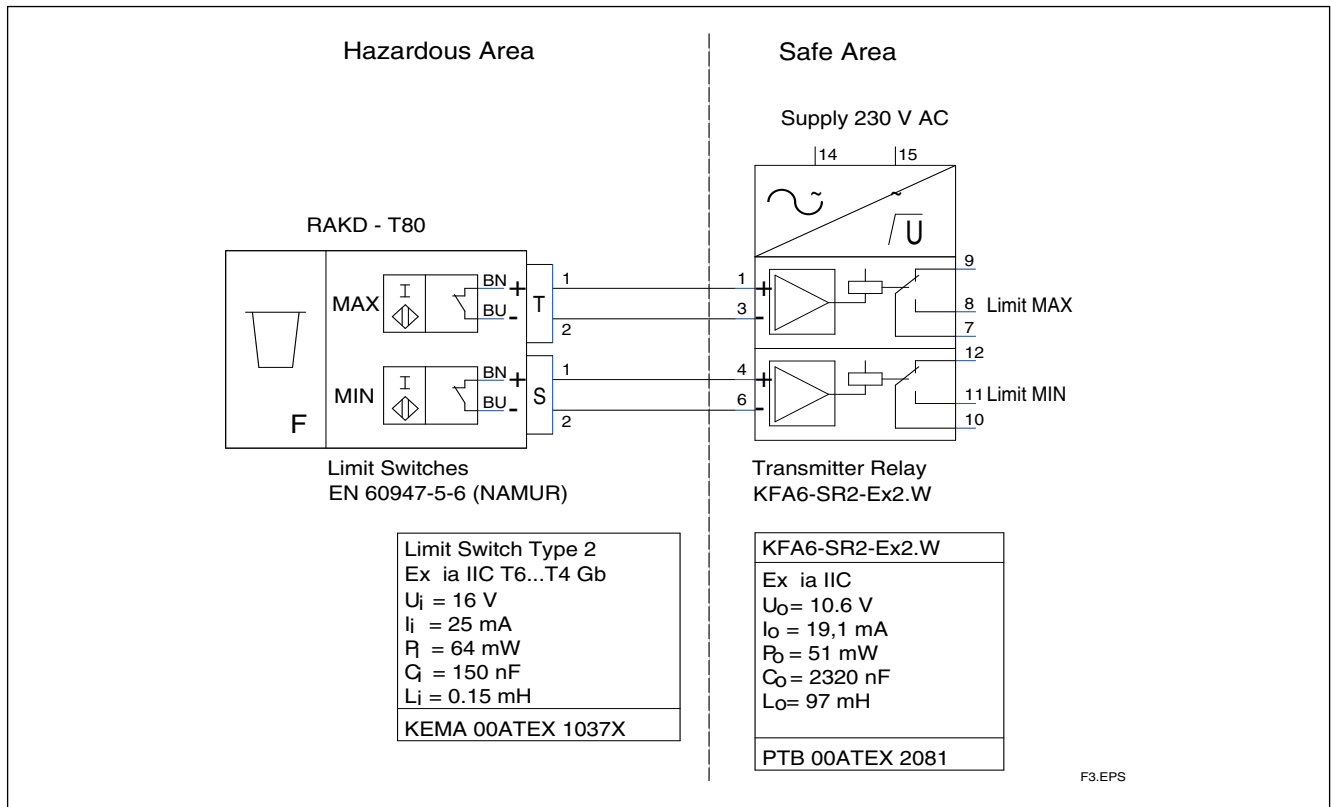 Hazardous Area
Safe Area
Supply 230 V AC
14
15
~
~
U
RAKD - T80
F
MAX
I
BN
+
BU
-
T
1
2
MIN
I
BN
+
BU
-
S
1
2
1
+
3
-
9
8 Limit MAX
7
4
+
6
-
12
11 Limit MIN
10
Limit Switches
EN 60947-5-6 (NAMUR)
Transmitter Relay
KFA6-SR2-Ex2.W
Limit Switch Type 2
Ex ia IIC T6...T4 Gb
Ui = 16 V
Ii = 25 mA
Pi = 64 mW
Ci = 150 nF
Li = 0.15 mH
KEMA 00ATEX 1037X
KFA6-SR2-Ex2.W
Ex ia IIC
Uo= 10.6 V
Io = 19,1 mA
Po = 51 mW
Co = 2320 nF
Lo= 97 mH
PTB 00ATEX 2081
F3.EPS